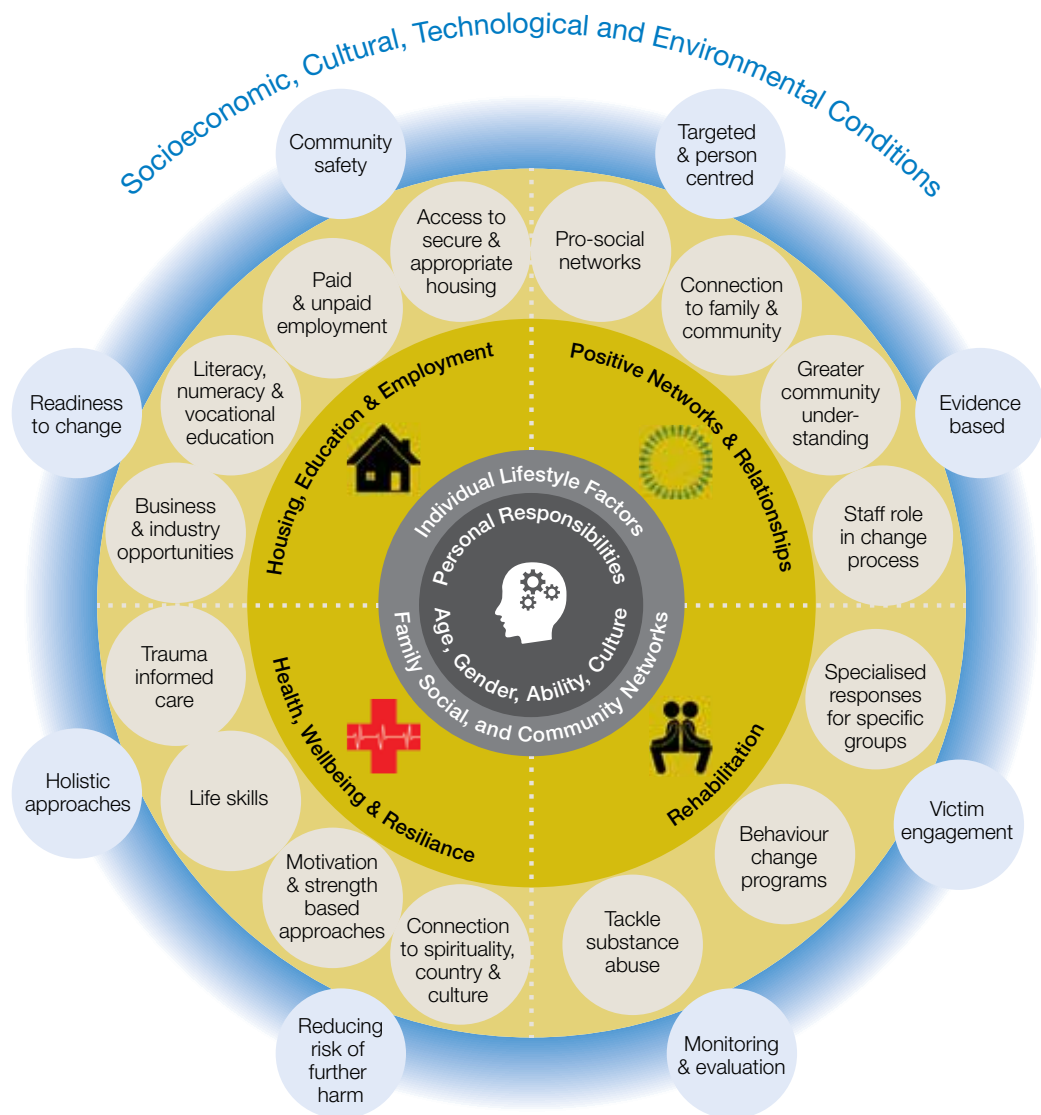 Socioeconomic, Cultural, Technological and Environmental Conditions
Community
safety
Targeted
& person
centred
Readiness
to change
Evidence
based
Holistic
approaches
Victim
engagement
Reducing
risk of
further
harm
Monitoring
& evaluation
Access to
secure &
appropriate
housing
Paid
& unpaid
employment
Literacy,
numeracy &
vocational
education
Business
& industry
opportunities
Pro-social
networks
Connection
to family &
community
Greater
community
under-
standing
Staff role
in change
process
Trauma
informed
care
Life skills
Motivation
& strength
based
approaches
Connection
to spirituality,
country &
culture
Specialised
responses
for specific
groups
Behaviour
change
programs
Tackle
substance
abuse
Housing, Education & Employment
Positive Networks & Relationships
Health, Wellbeing & Resiliance
Rehabilitation
Individual Lifestyle Factors
Family Social, and Community Networks
Personal Responsibilities
Age, Gender, Ability, Culture